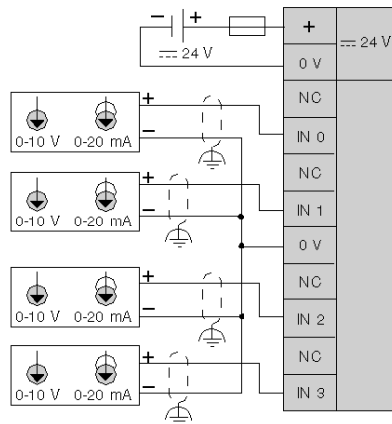 − + + ⎓ 24 V
⎓ 24 V
0 V
NC
+
0-10 V 0-20 mA
−
IN 0
NC
+
0-10 V 0-20 mA
−
IN 1
0 V
NC
+
0-10 V 0-20 mA
−
IN 2
NC
+
0-10 V 0-20 mA
−
IN 3